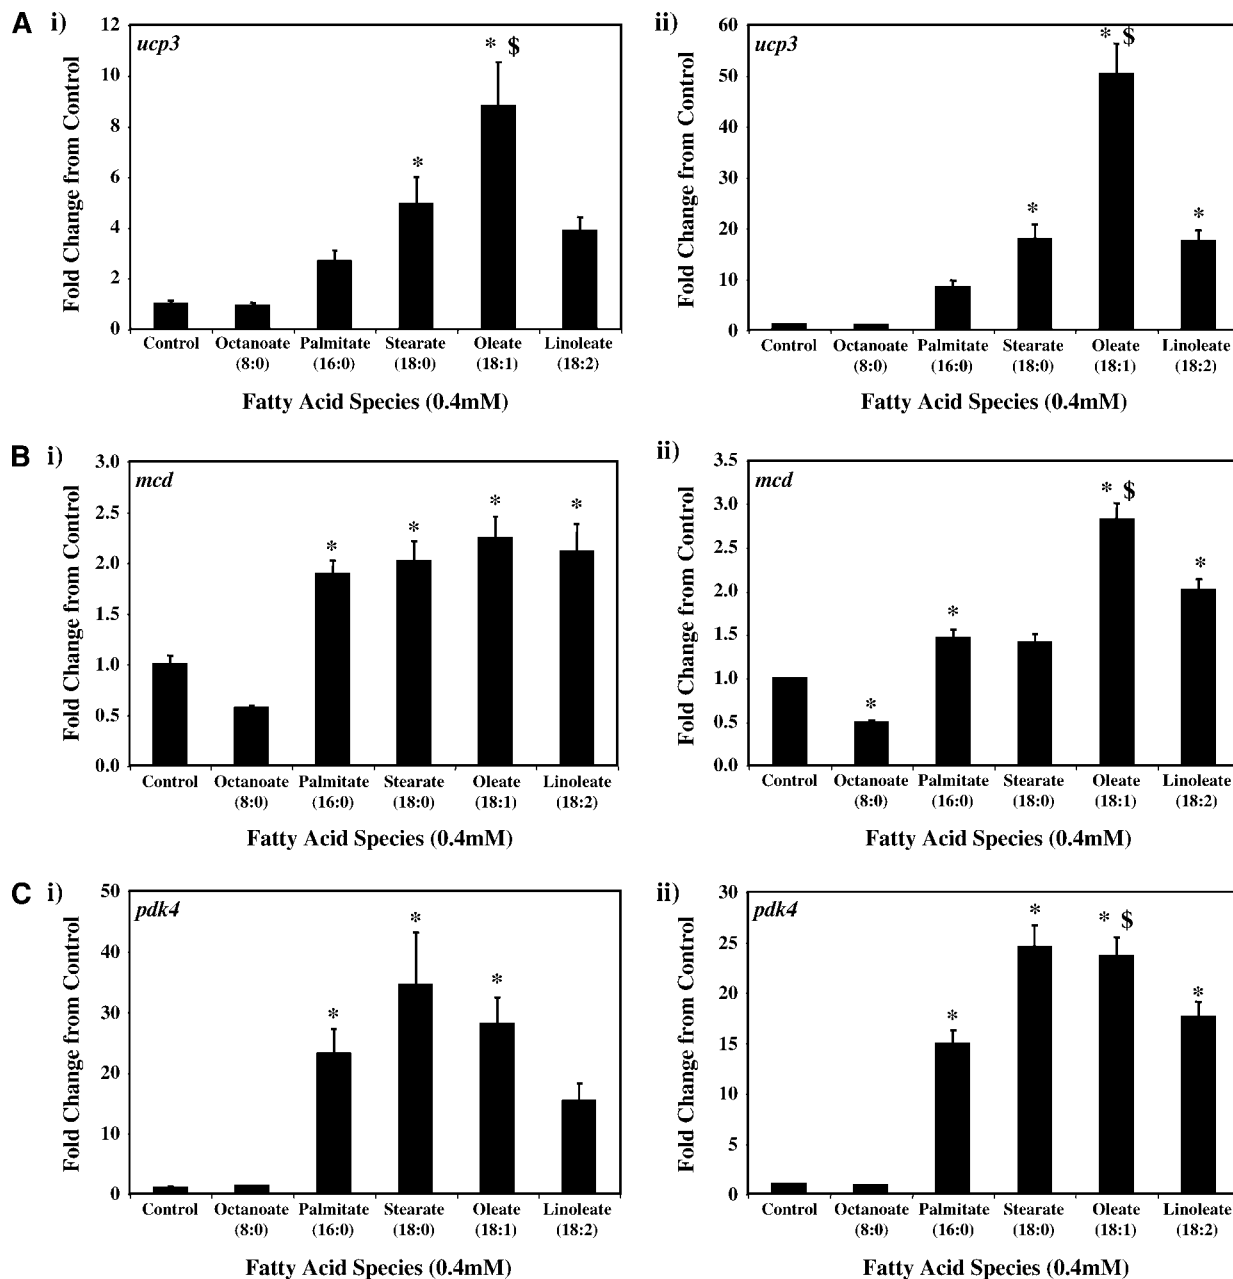 A i)
ucp3
* $
*
Fold Change from Control
12
10
8
6
4
2
0
Control Octanoate Palmitate Stearate Oleate Linoleate
(8:0) (16:0) (18:0) (18:1) (18:2)
Fatty Acid Species (0.4mM)
ii)
ucp3
* $
* *
Fold Change from Control
60
50
40
30
20
10
0
Control Octanoate Palmitate Stearate Oleate Linoleate
(8:0) (16:0) (18:0) (18:1) (18:2)
Fatty Acid Species (0.4mM)
B i)
mcd
* * * *
Fold Change from Control
3.0
2.5
2.0
1.5
1.0
0.5
0.0
Control Octanoate Palmitate Stearate Oleate Linoleate
(8:0) (16:0) (18:0) (18:1) (18:2)
Fatty Acid Species (0.4mM)
ii)
mcd
* $
*
*
*
Fold Change from Control
3.5
3.0
2.5
2.0
1.5
1.0
0.5
0.0
Control Octanoate Palmitate Stearate Oleate Linoleate
(8:0) (16:0) (18:0) (18:1) (18:2)
Fatty Acid Species (0.4mM)
C i)
pdk4
* * *
Fold Change from Control
50
40
30
20
10
0
Control Octanoate Palmitate Stearate Oleate Linoleate
(8:0) (16:0) (18:0) (18:1) (18:2)
Fatty Acid Species (0.4mM)
ii)
pdk4
* * $
*
*
Fold Change from Control
30
25
20
15
10
5
0
Control Octanoate Palmitate Stearate Oleate Linoleate
(8:0) (16:0) (18:0) (18:1) (18:2)
Fatty Acid Species (0.4mM)